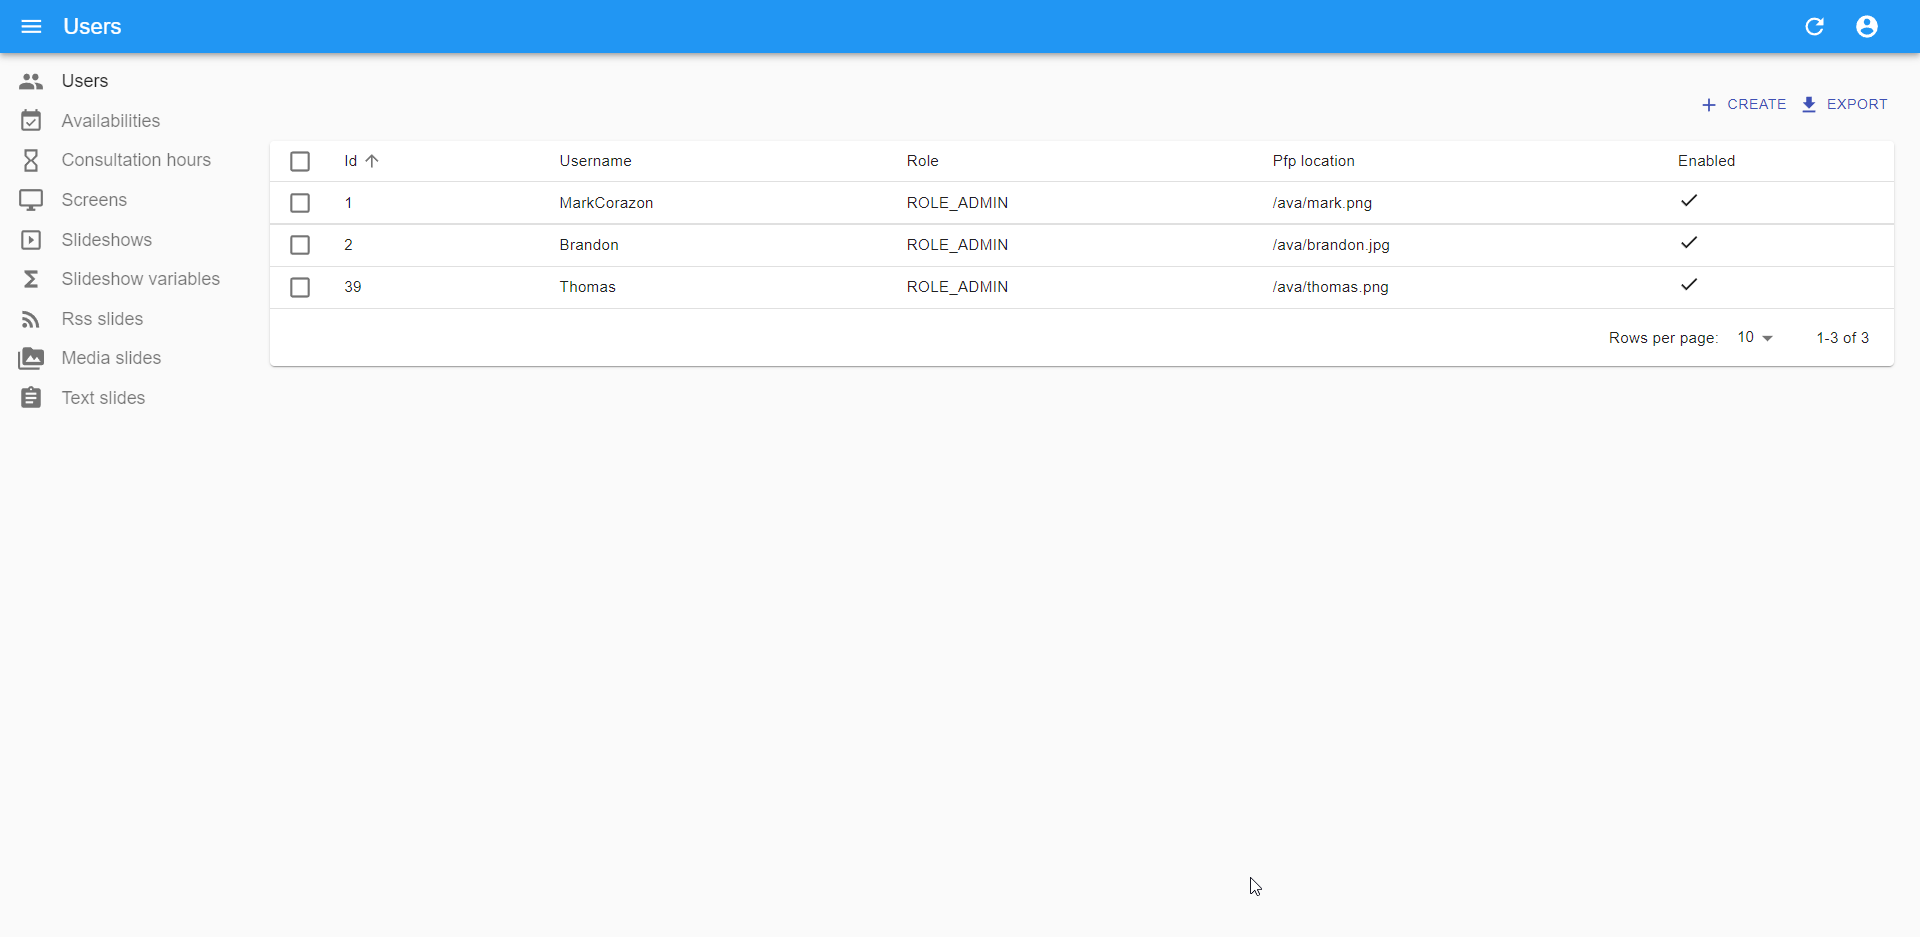 Users
Users
Availabilities
Consultation hours
Screens
Slideshows
Slideshow variables
Rss slides
Media slides
Text slides
CREATE EXPORT
Id Username Role Pfp location Enabled
1 MarkCorazon ROLE_ADMIN /ava/mark.png
2 Brandon ROLE_ADMIN /ava/brandon.jpg
39 Thomas ROLE_ADMIN /ava/thomas.png
Rows per page: 10 1-3 of 3